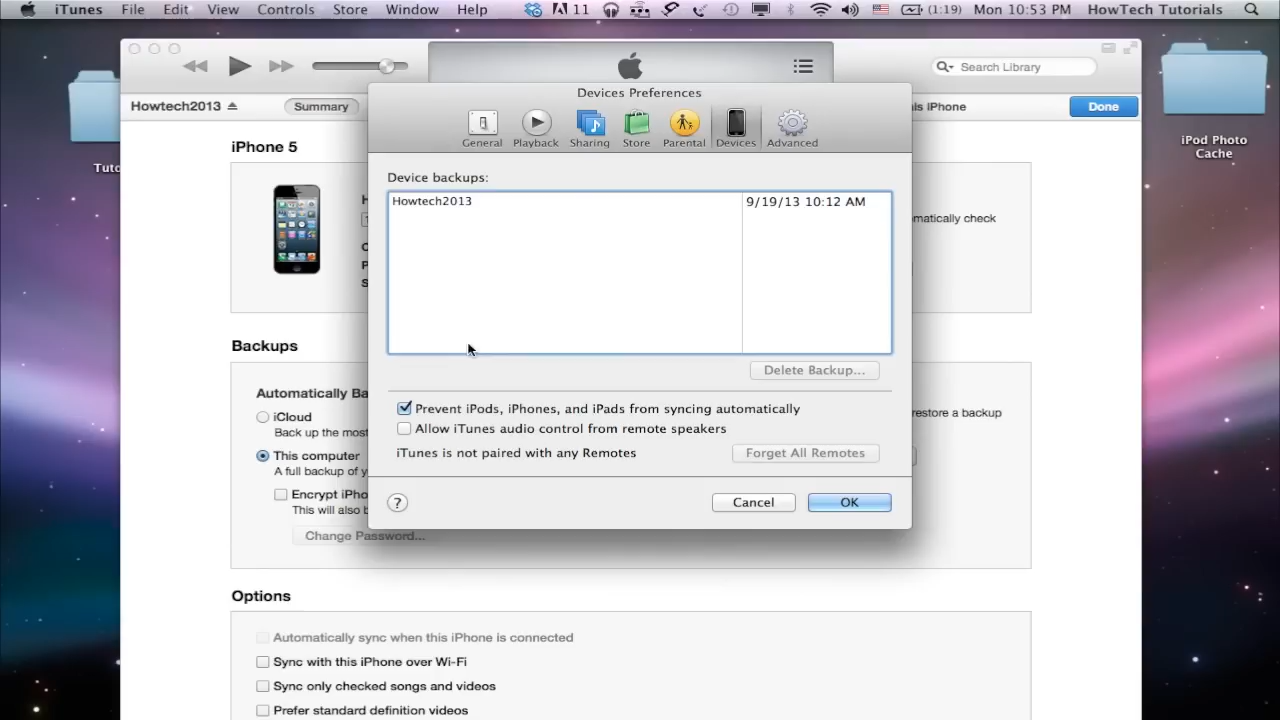 iTunes File Edit View Controls Store Window Help 11 (1:19) Mon 10:53 PM HowTech Tutorials
Search Library
Devices Preferences
Howtech2013 Summary his iPhone Done
General Playback Sharing Store Parental Devices Advanced
iPod Photo
Cache
iPhone 5
Tuto
Device backups:
Howtech2013 9/19/13 10:12 AM
omatically check
Backups
Delete Backup...
Automatically Ba
Prevent iPods, iPhones, and iPads from syncing automatically
iCloud
restore a backup
Back up the most
Allow iTunes audio control from remote speakers
This computer
iTunes is not paired with any Remotes Forget All Remotes
A full backup of y
Encrypt iPho
This will also b
? Cancel OK
Change Password...
Options
Automatically sync when this iPhone is connected
Sync with this iPhone over Wi-Fi
Sync only checked songs and videos
Prefer standard definition videos